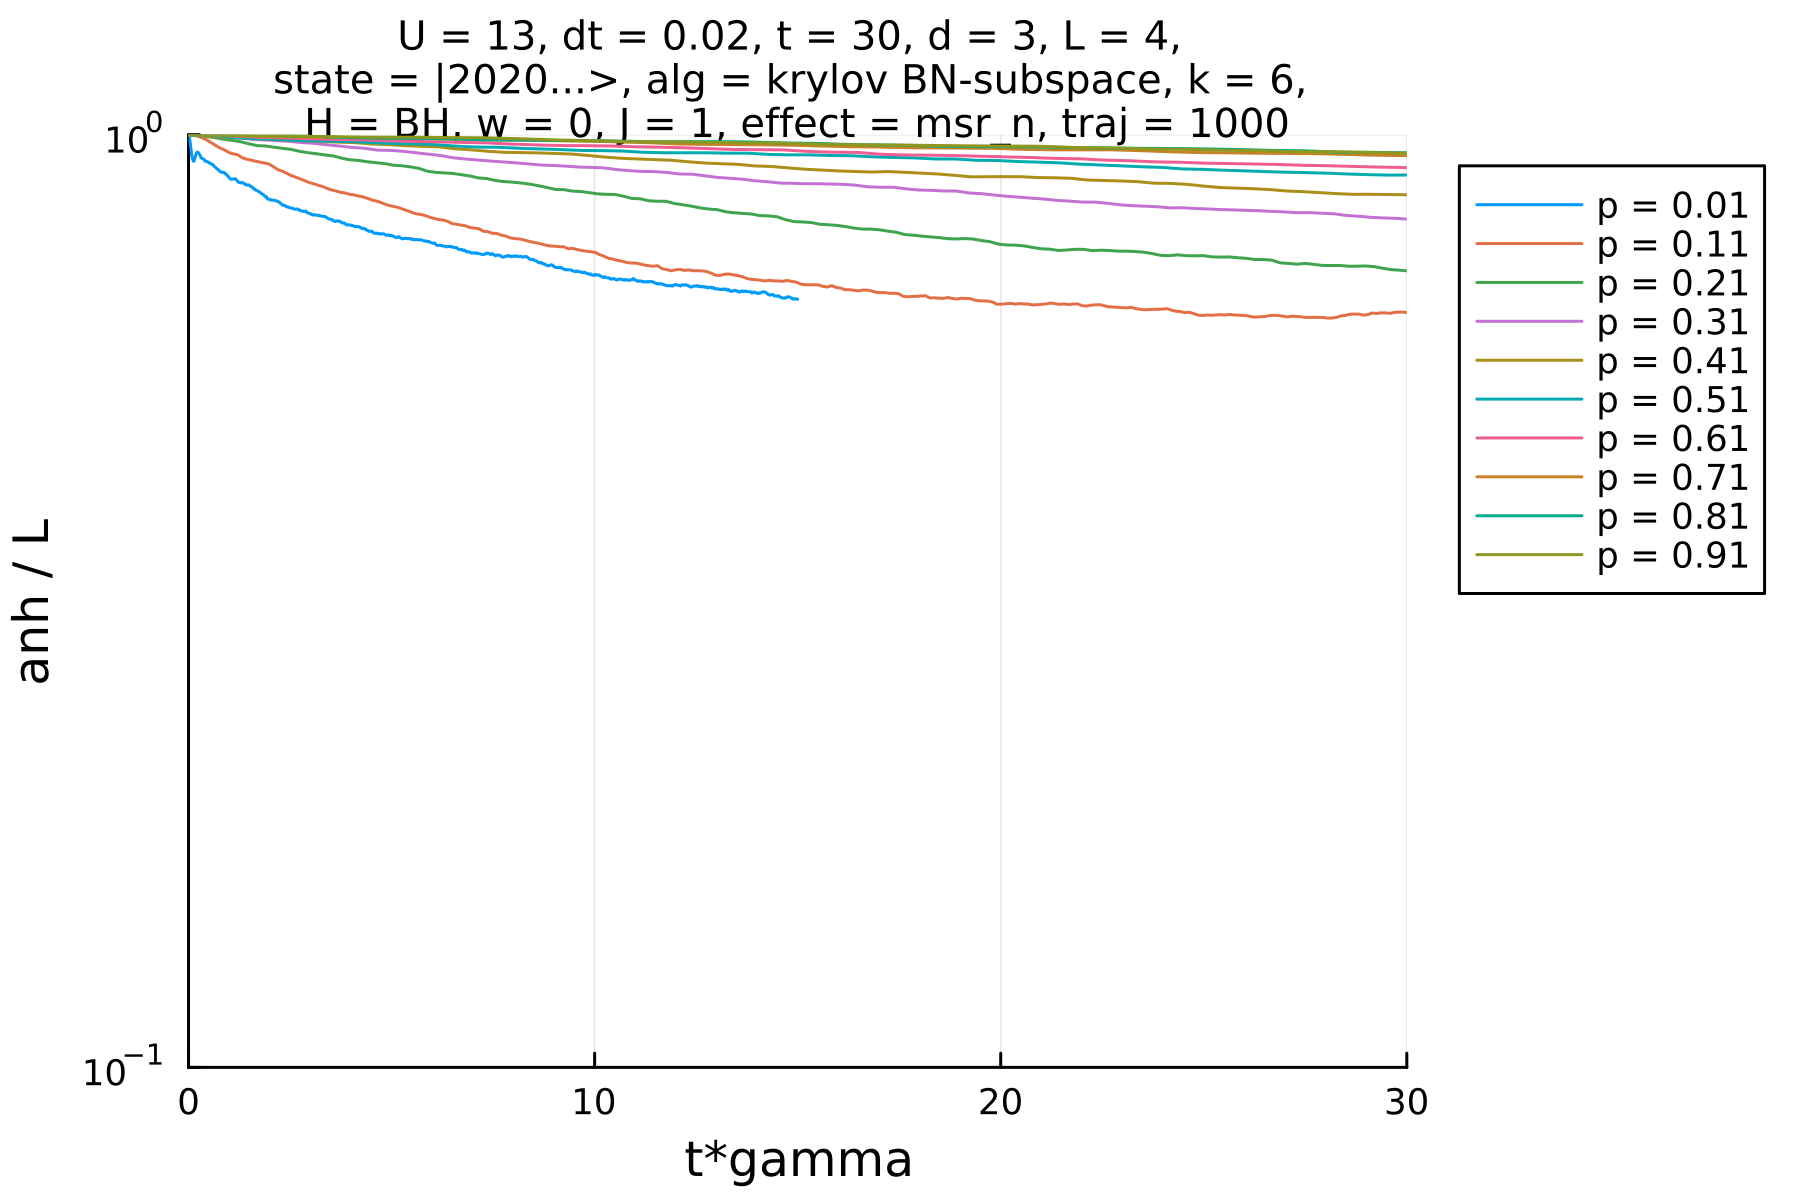 U = 13, dt = 0.02, t = 30, d = 3, L = 4,
state = |2020...>, alg = krylov BN-subspace, k = 6,
H = BH, w = 0, J = 1, effect = msr_n, traj = 1000
10⁰
10⁻¹
anh / L
0 10 20 30
t*gamma
p = 0.01
p = 0.11
p = 0.21
p = 0.31
p = 0.41
p = 0.51
p = 0.61
p = 0.71
p = 0.81
p = 0.91